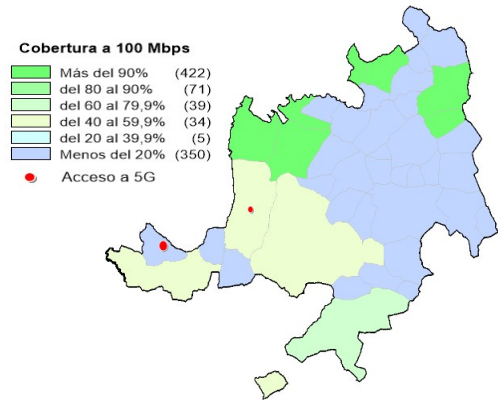 Cobertura a 100 Mbps
Más del 90% (422)
del 80 al 90% (71)
del 60 al 79,9% (39)
del 40 al 59,9% (34)
del 20 al 39,9% (5)
Menos del 20% (350)
Acceso a 5G